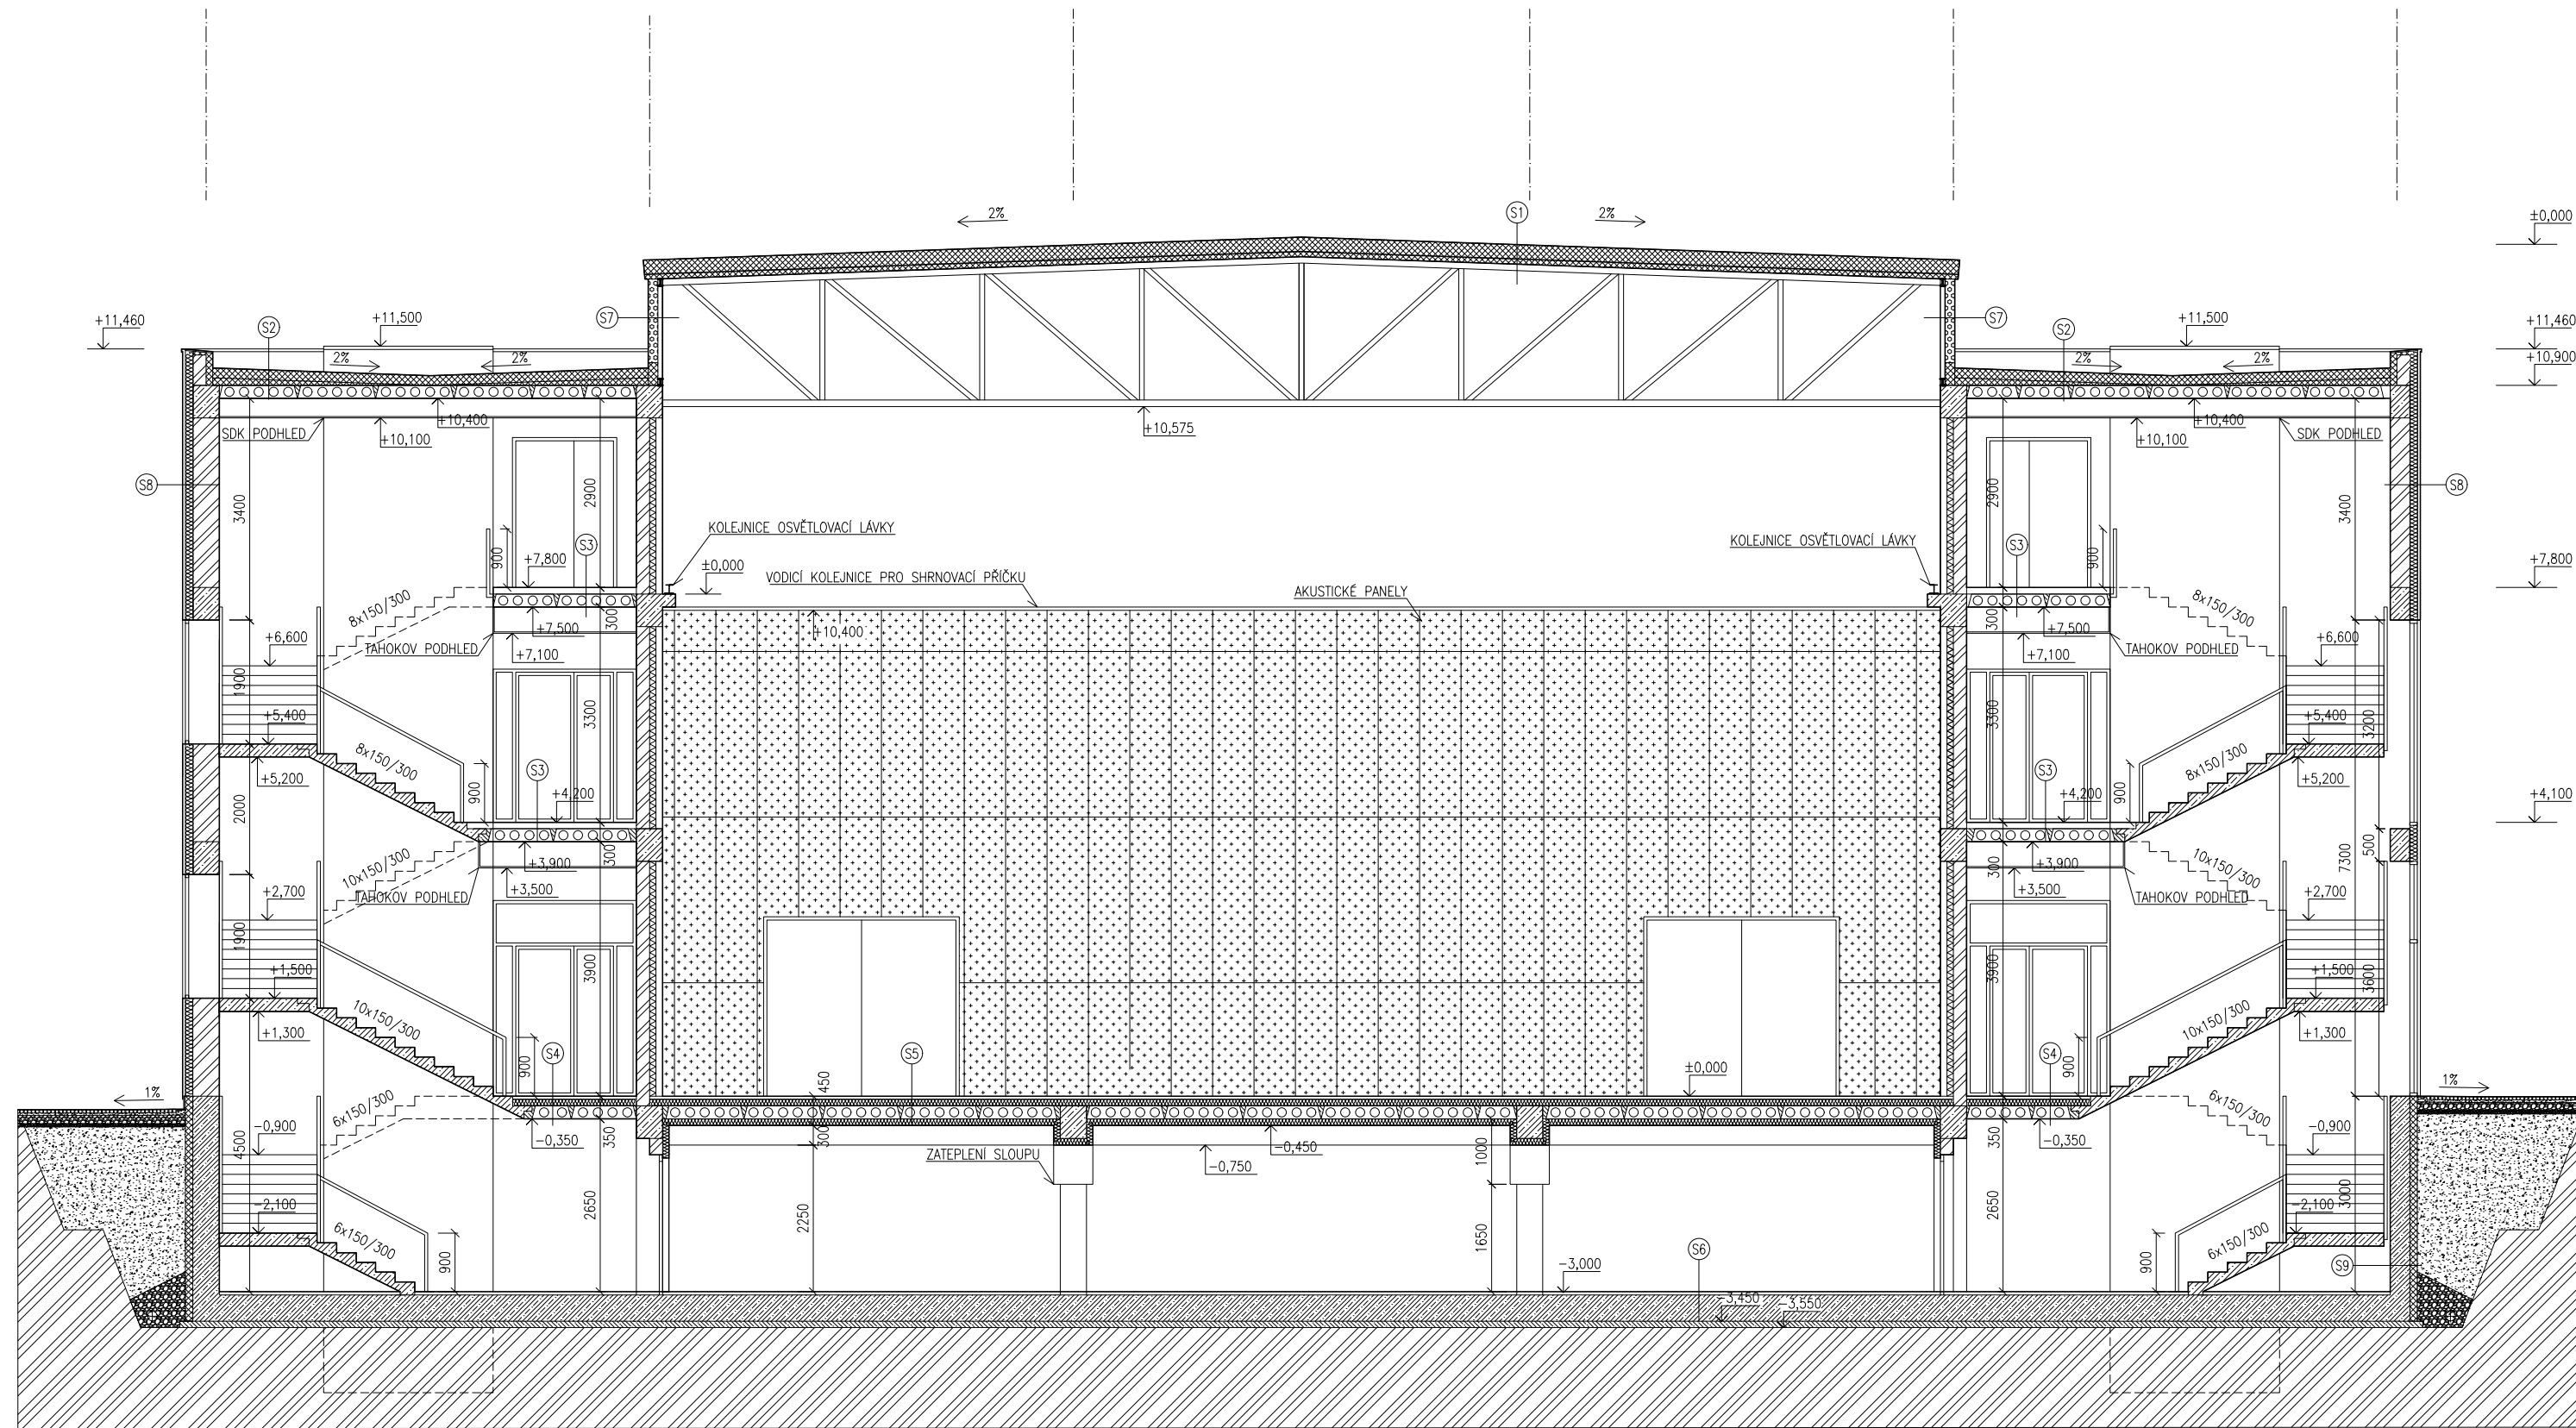 ±0,000
2%
S1
2%
+11,460
S2
+11,500
S7
S7
S2
+11,500
+11,460
2%
2%
2%
2%
+10,900
SDK PODHLED
+10,400
+10,100
+10,575
+10,400
+10,100
SDK PODHLED
S8
3400
2900
2900
3400
S8
KOLEJNICE OSVĚTLOVACÍ LÁVKY
KOLEJNICE OSVĚTLOVACÍ LÁVKY
900
+7,800
S3
±0,000
VODICÍ KOLEJNICE PRO SHRNOVACÍ PŘÍČKU
AKUSTICKÉ PANELY
S3
900
+7,800
8x150/300
300
+7,500
+10,400
300
+7,500
8x150/300
+6,600
TAHOKOV PODHLED
+7,100
+7,100
TAHOKOV PODHLED
+6,600
1900
+5,400
3300
3300
+5,400
3200
8x150/300
+5,200
S3
S3
8x150/300
+5,200
2000
900
+4,200
+4,200
900
+4,100
10x150/300
+3,900
300
300
+3,900
10x150/300
500
7300
+2,700
TAHOKOV PODHLED
+3,500
+3,500
TAHOKOV PODHLED
+2,700
1900
+1,500
3900
3900
+1,500
3600
10x150/300
+1,300
10x150/300
+1,300
900
S4
S5
S4
900
1%
450
±0,000
1%
6x150/300
6x150/300
-0,900
4500
-0,350
350
300
-0,450
1000
350
-0,350
-0,900
ZATEPLENÍ SLOUPU
-0,750
-2,100
2650
2250
1650
2650
3000
-2,100
6x150/300
900
S6
900
6x150/300
S9
-3,000
-3,450
-3,550